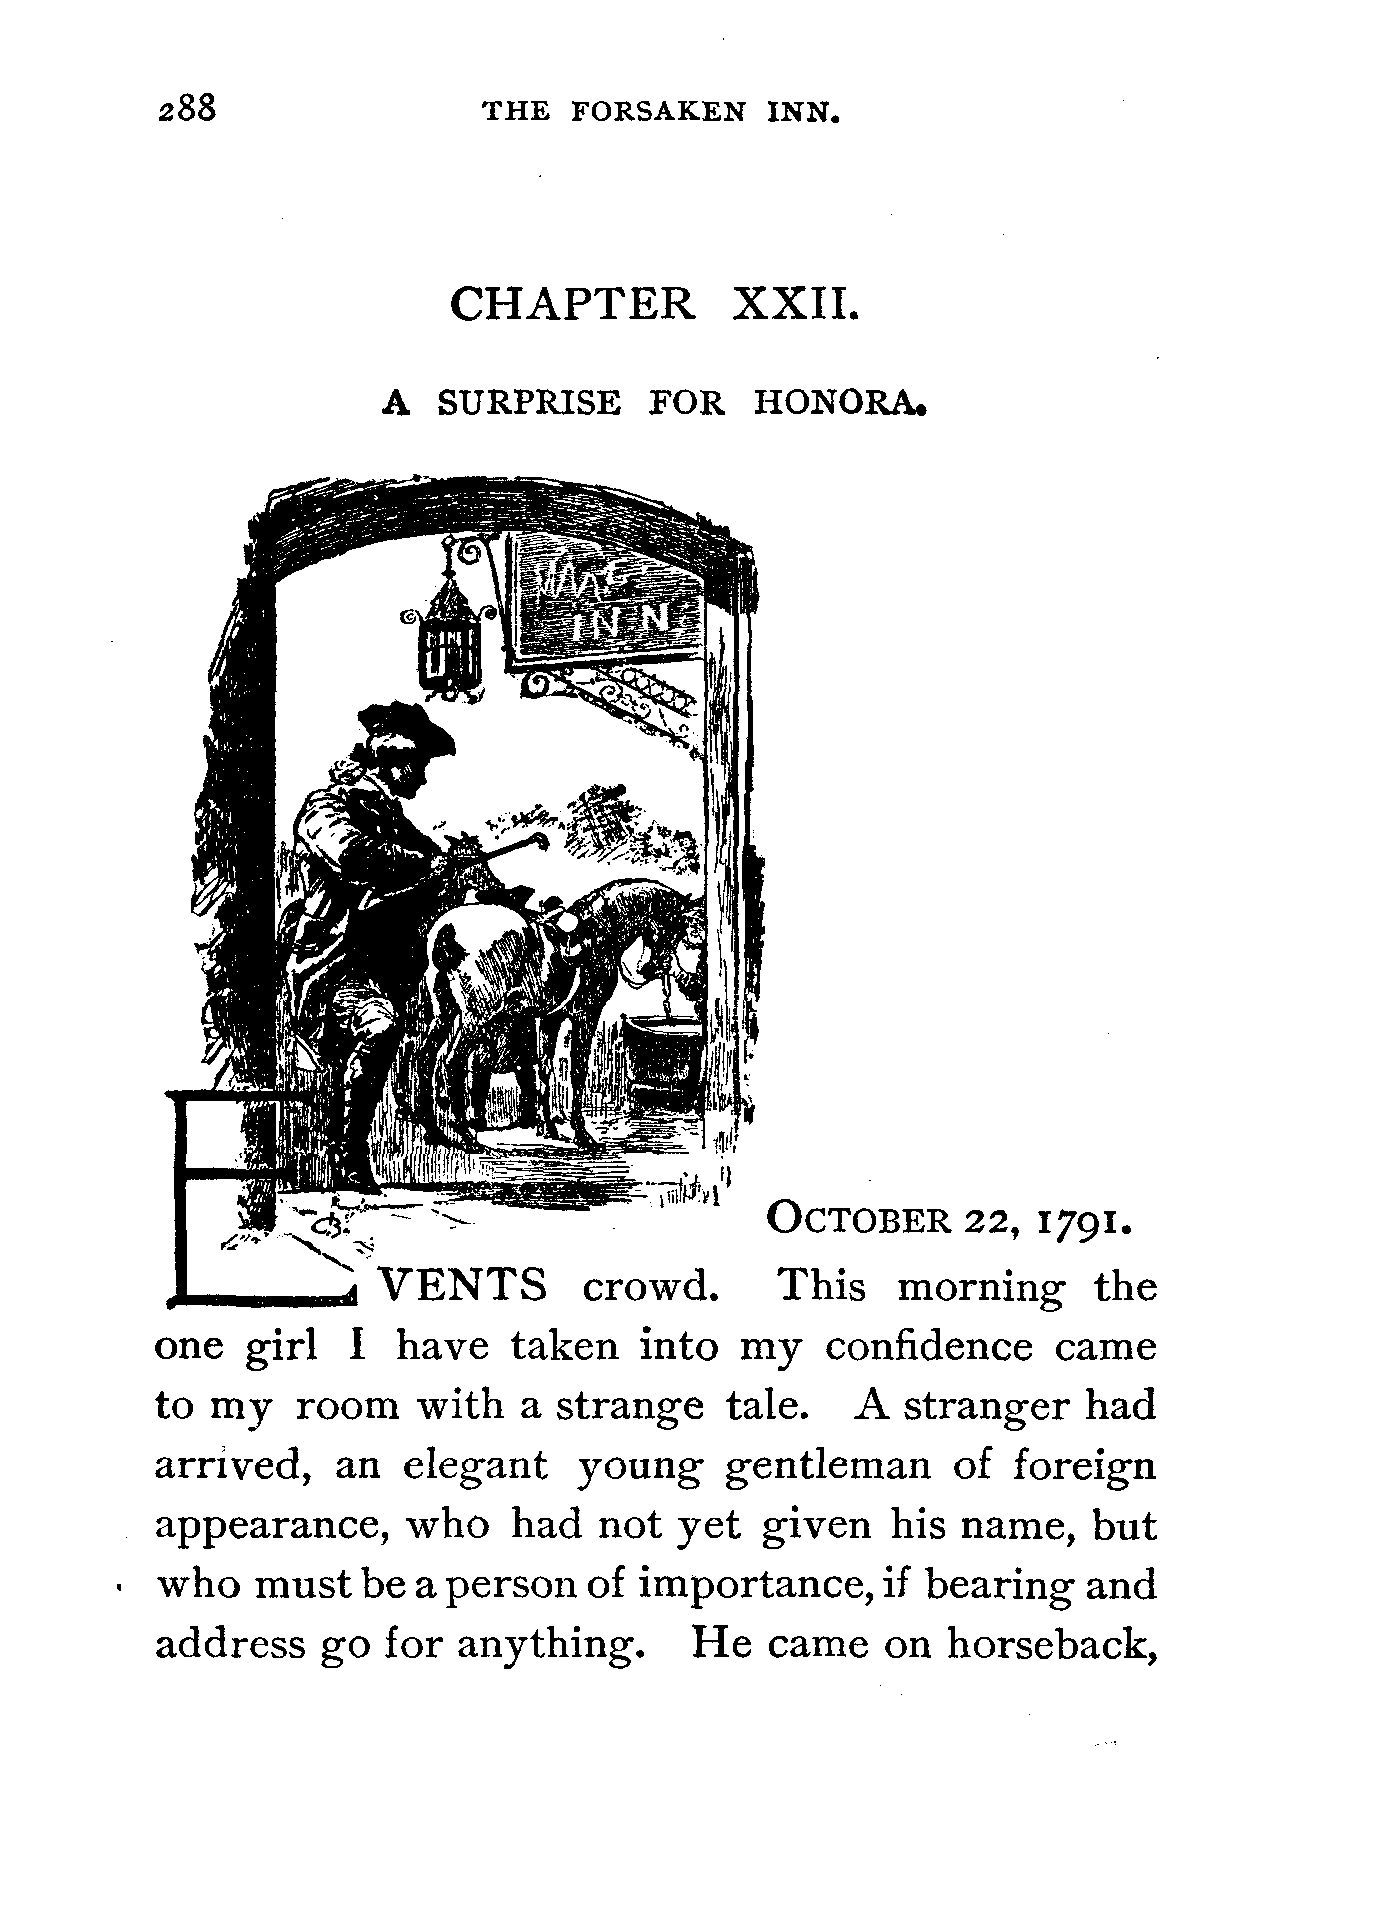 288 THE FORSAKEN INN.
CHAPTER XXII.
A SURPRISE FOR HONORA.
INN
OCTOBER 22, 1791.
EVENTS crowd. This morning the
one girl I have taken into my confidence came
to my room with a strange tale. A stranger had
arrived, an elegant young gentleman of foreign
appearance, who had not yet given his name, but
who must be a person of importance, if bearing and
address go for anything. He came on horseback,